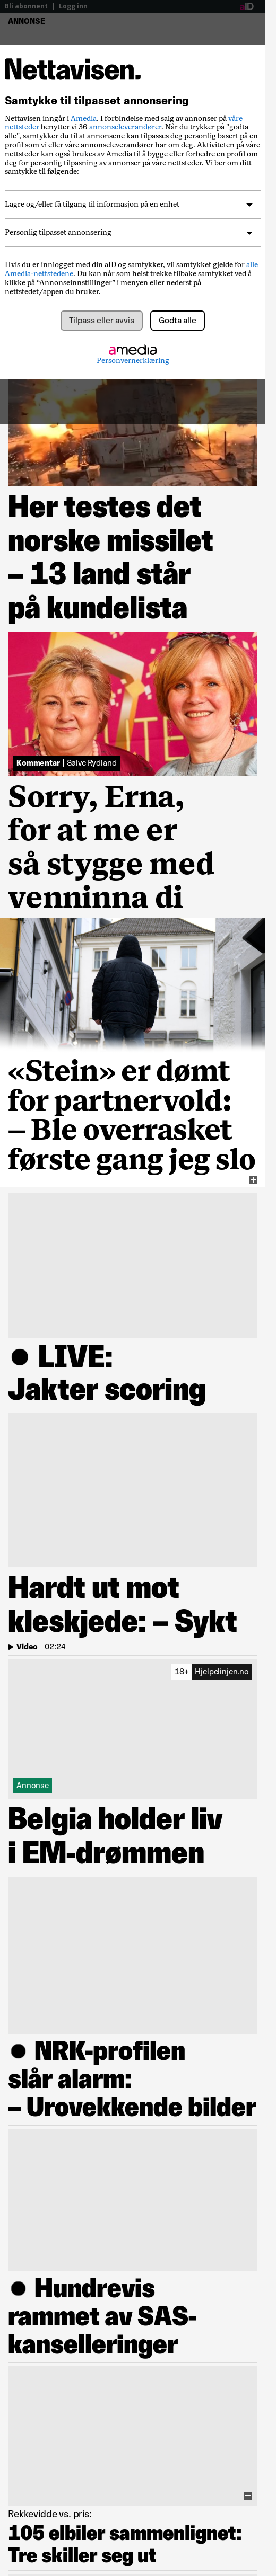 Bli abonnent | Logg inn
aID
ANNONSE
Nettavisen.
Samtykke til tilpasset annonsering
Nettavisen inngår i Amedia. I forbindelse med salg av annonser på våre
nettsteder benytter vi 36 annonseleverandører. Når du trykker på "godta
alle", samtykker du til at annonsene kan tilpasses deg personlig basert på en
profil som vi eller våre annonseleverandører har om deg. Aktiviteten på våre
nettsteder kan også brukes av Amedia til å bygge eller forbedre en profil om
deg for personlig tilpasning av annonser på våre nettsteder. Vi ber om ditt
samtykke til følgende:
Lagre og/eller få tilgang til informasjon på en enhet
Personlig tilpasset annonsering
Hvis du er innlogget med din aID og samtykker, vil samtykket gjelde for alle
Amedia-nettstedene. Du kan når som helst trekke tilbake samtykket ved å
klikke på “Annonseinnstillinger” i menyen eller nederst på
nettstedet/appen du bruker.
Tilpass eller avvis
Godta alle
amedia
Personvernerklæring
Her testes det
norske missilet
– 13 land står
på kundelista
Kommentar | Sølve Rydland
Sorry, Erna,
for at me er
så stygge med
venninna di
«Stein» er dømt
for partnervold:
– Ble overrasket
første gang jeg slo
● LIVE:
Jakter scoring
Hardt ut mot
kleskjede: – Sykt
Video | 02:24
18+ Hjelpelinjen.no
Annonse
Belgia holder liv
i EM-drømmen
● NRK-profilen
slår alarm:
– Urovekkende bilder
● Hundrevis
rammet av SAS-
kanselleringer
Rekkevidde vs. pris:
105 elbiler sammenlignet:
Tre skiller seg ut